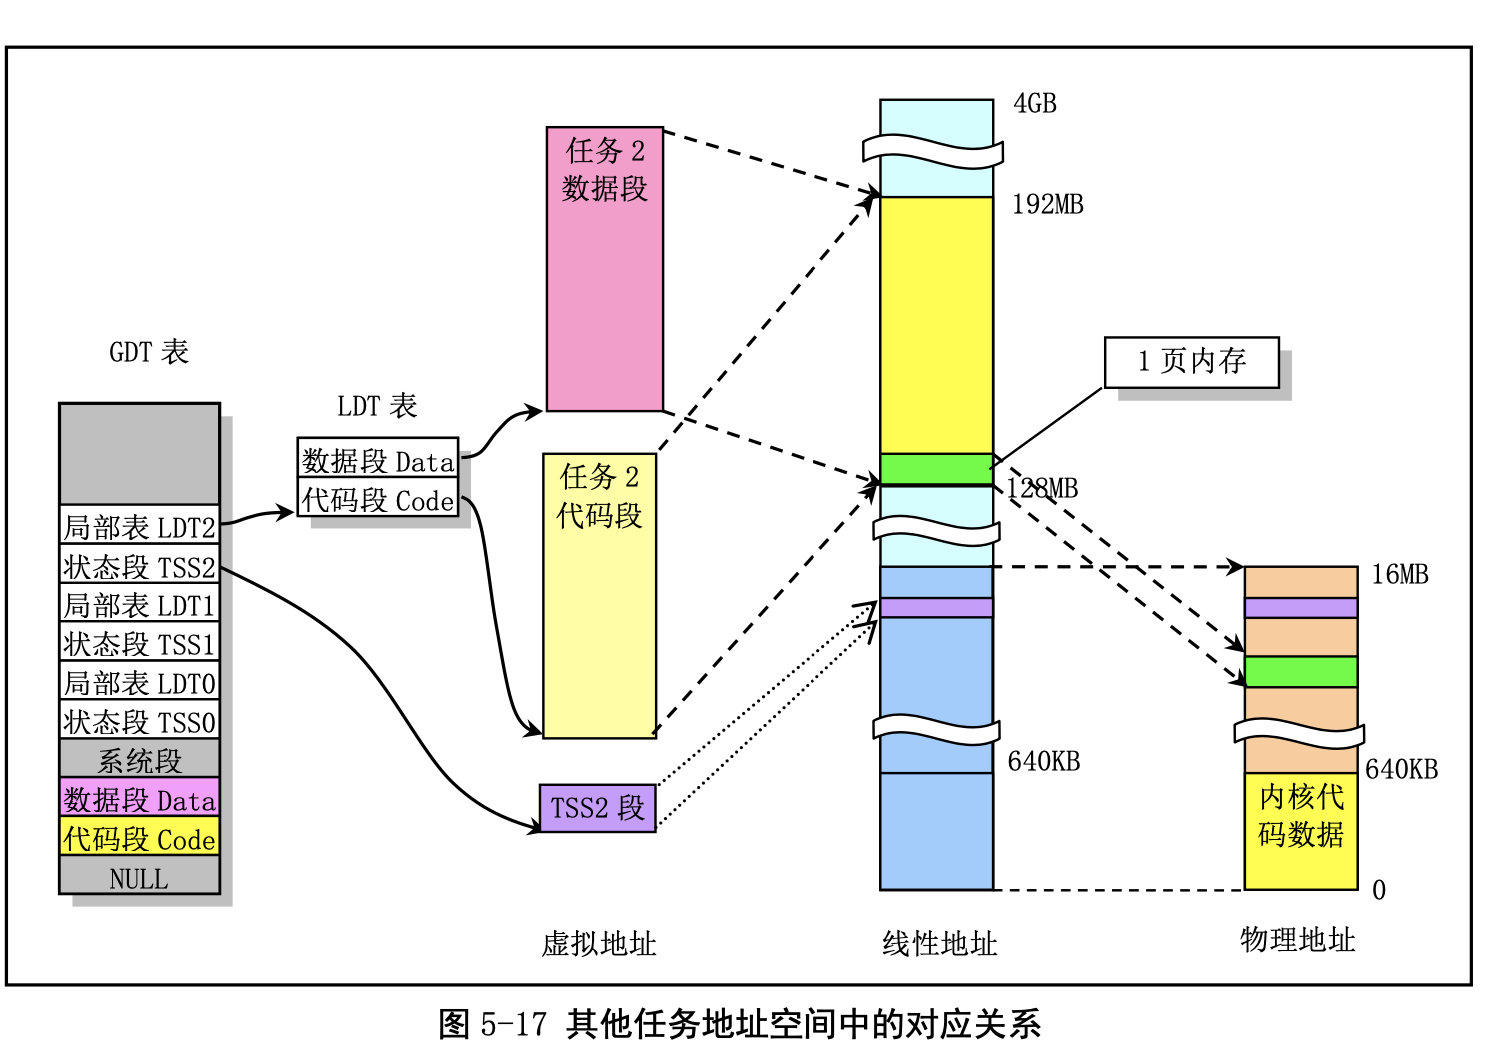 4GB
任务 2
数据段
192MB
GDT 表
1 页内存
LDT 表
数据段 Data
代码段 Code
任务 2
代码段
128MB
局部表 LDT2
状态段 TSS2
局部表 LDT1
状态段 TSS1
局部表 LDT0
状态段 TSS0
系统段
数据段 Data
代码段 Code
NULL
16MB
640KB
640KB
TSS2 段
内核代
码数据
0
虚拟地址
线性地址
物理地址
图 5-17 其他任务地址空间中的对应关系